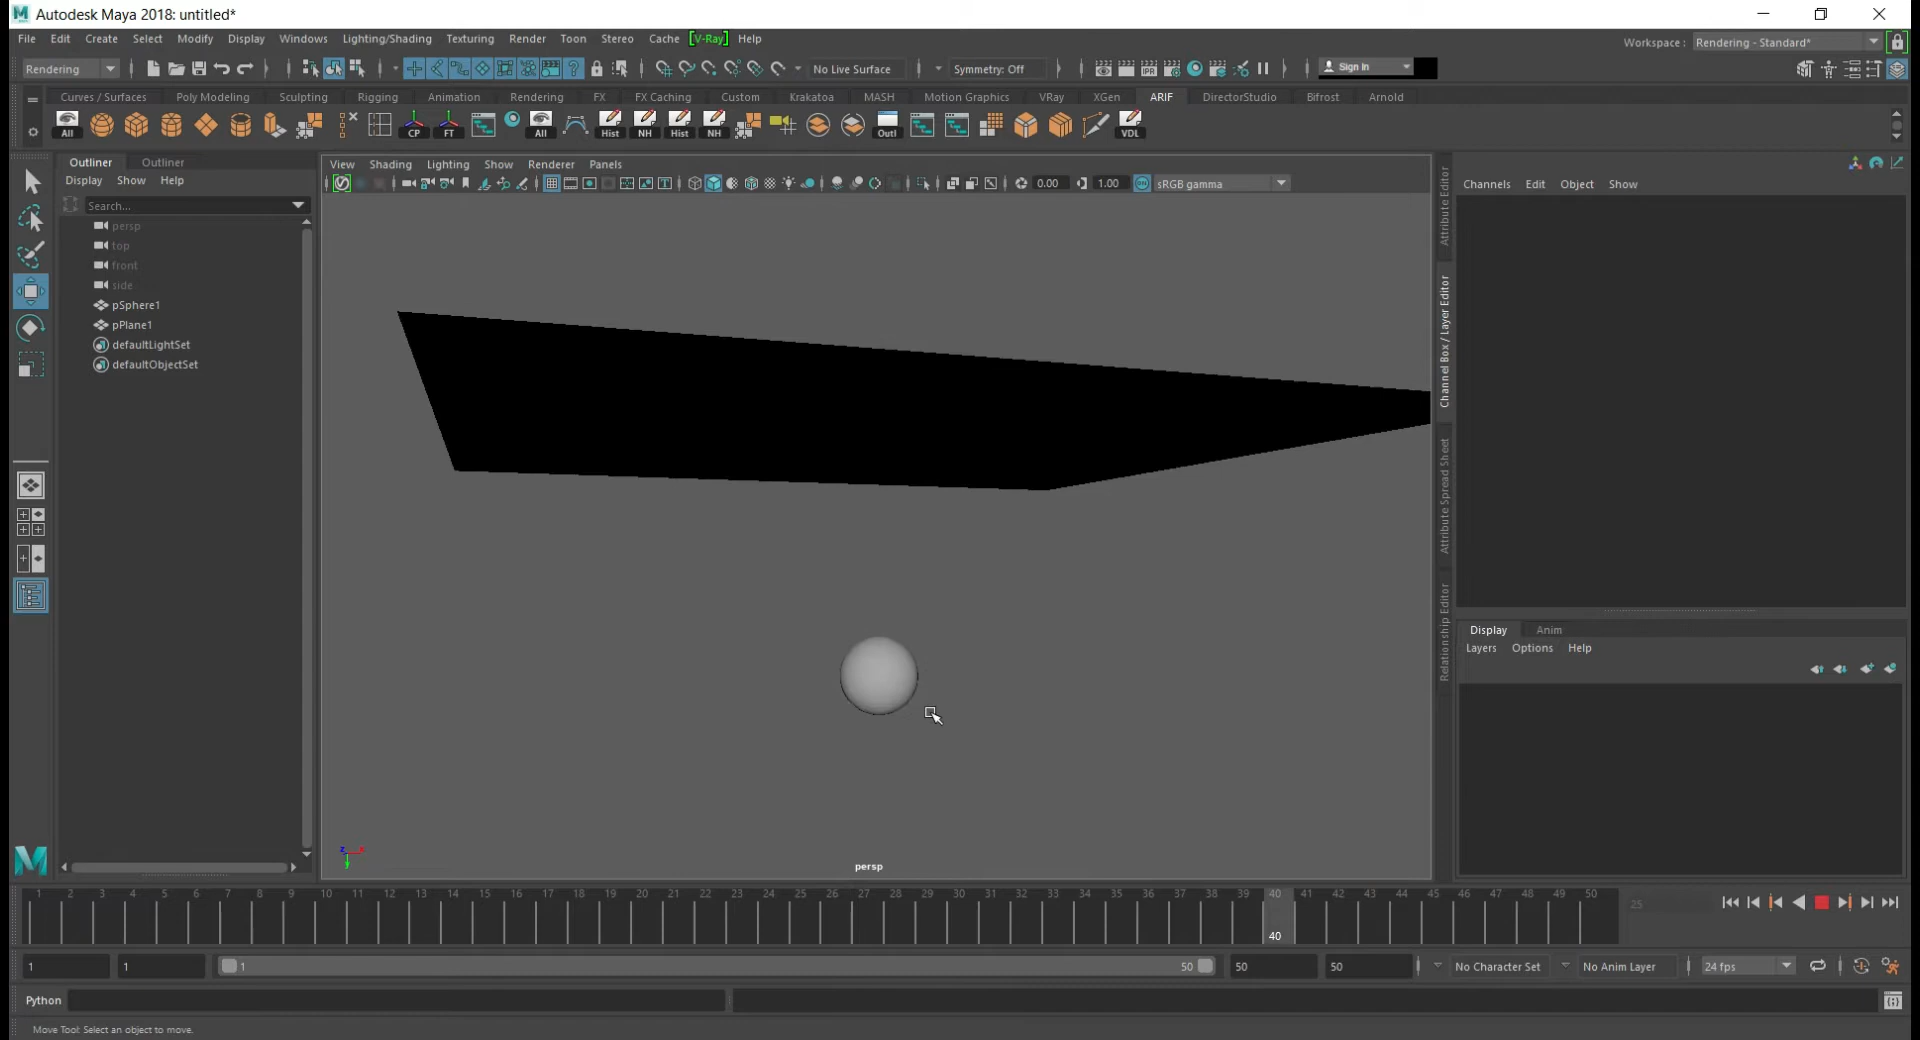 Autodesk Maya 2018: untitled*
File Edit Create Select Modify Display Windows Lighting/Shading Texturing Render Toon Stereo Cache [V-Ray] Help
Workspace : Rendering - Standard*
Rendering No Live Surface Symmetry: Off Sign In
Curves / Surfaces Poly Modeling Sculpting Rigging Animation Rendering FX FX Caching Custom Krakatoa MASH Motion Graphics VRay XGen ARIF DirectorStudio Bifrost Arnold
All CP FT All Hist NH Hist NH Outl VDL
Outliner Outliner
Display Show Help
Search...
persp
top
front
side
pSphere1
pPlane1
defaultLightSet
defaultObjectSet
View Shading Lighting Show Renderer Panels
IPR
0.00 1.00 ON sRGB gamma
z x
y
persp
Attribute Editor
Channel Box / Layer Editor
Attribute Spread Sheet
Relationship Editor
Channels Edit Object Show
Display Anim
Layers Options Help
1 2 3 4 5 6 7 8 9 10 11 12 13 14 15 16 17 18 19 20 21 22 23 24 25 26 27 28 29 30 31 32 33 34 35 36 37 38 39 40 41 42 43 44 45 46 47 48 49 50
40
25
1 1 1 50 50 50 No Character Set No Anim Layer 24 fps
Python
Move Tool: Select an object to move.